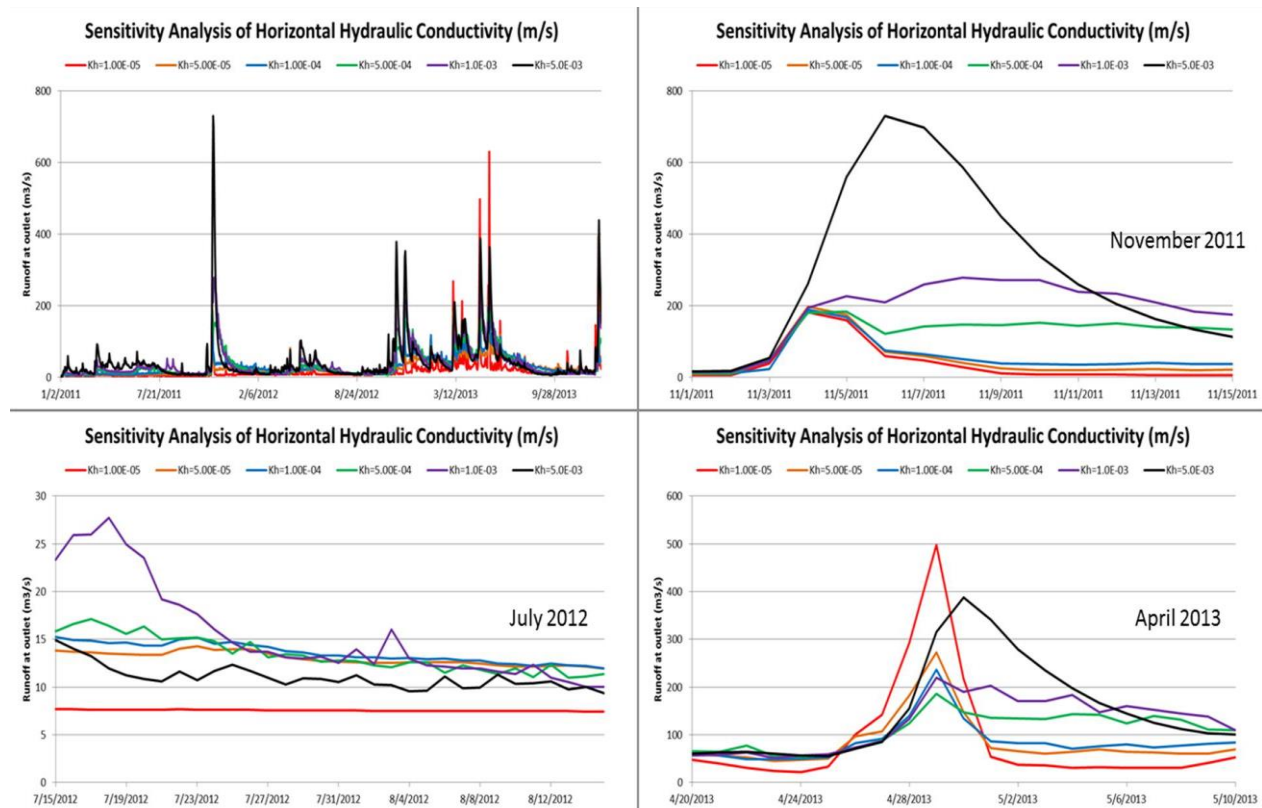 Sensitivity Analysis of Horizontal Hydraulic Conductivity (m/s)
Kh=1.00E-05 Kh=5.00E-05 Kh=1.00E-04 Kh=5.00E-04 Kh=1.0E-03 Kh=5.0E-03
Runoff at outlet (m3/s)
800
600
400
200
0
1/2/2011 7/21/2011 2/6/2012 8/24/2012 3/12/2013 9/28/2013
Sensitivity Analysis of Horizontal Hydraulic Conductivity (m/s)
Kh=1.00E-05 Kh=5.00E-05 Kh=1.00E-04 Kh=5.00E-04 Kh=1.0E-03 Kh=5.0E-03
Runoff at outlet (m3/s)
800
600
400
200
0
November 2011
11/1/2011 11/3/2011 11/5/2011 11/7/2011 11/9/2011 11/11/2011 11/13/2011 11/15/2011
Sensitivity Analysis of Horizontal Hydraulic Conductivity (m/s)
Kh=1.00E-05 Kh=5.00E-05 Kh=1.00E-04 Kh=5.00E-04 Kh=1.0E-03 Kh=5.0E-03
Runoff at outlet (m3/s)
30
25
20
15
10
5
0
July 2012
7/15/2012 7/19/2012 7/23/2012 7/27/2012 7/31/2012 8/4/2012 8/8/2012 8/12/2012
Sensitivity Analysis of Horizontal Hydraulic Conductivity (m/s)
Kh=1.00E-05 Kh=5.00E-05 Kh=1.00E-04 Kh=5.00E-04 Kh=1.0E-03 Kh=5.0E-03
Runoff at outlet (m3/s)
600
500
400
300
200
100
0
April 2013
4/20/2013 4/24/2013 4/28/2013 5/2/2013 5/6/2013 5/10/2013